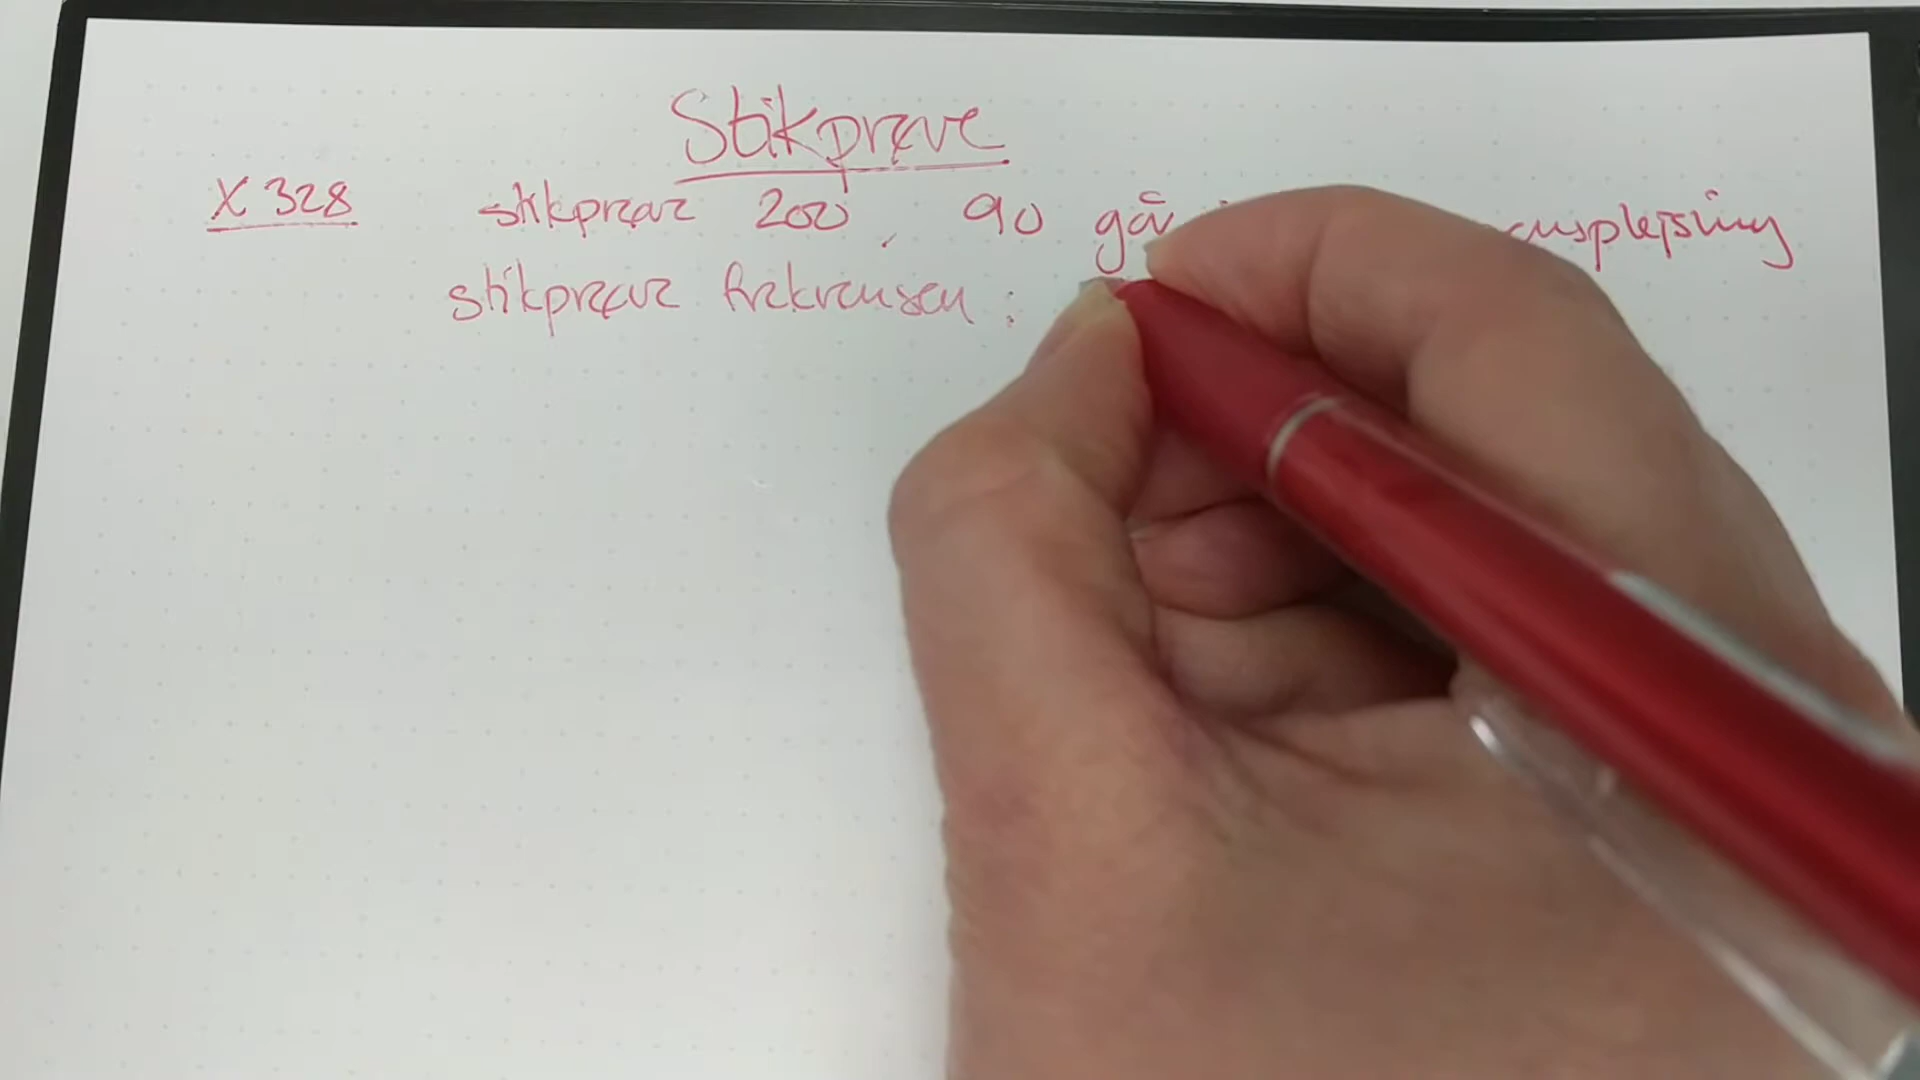 Stikprøve
X 328 stikprøve 200, 90 går
stikprøve frekvensen :